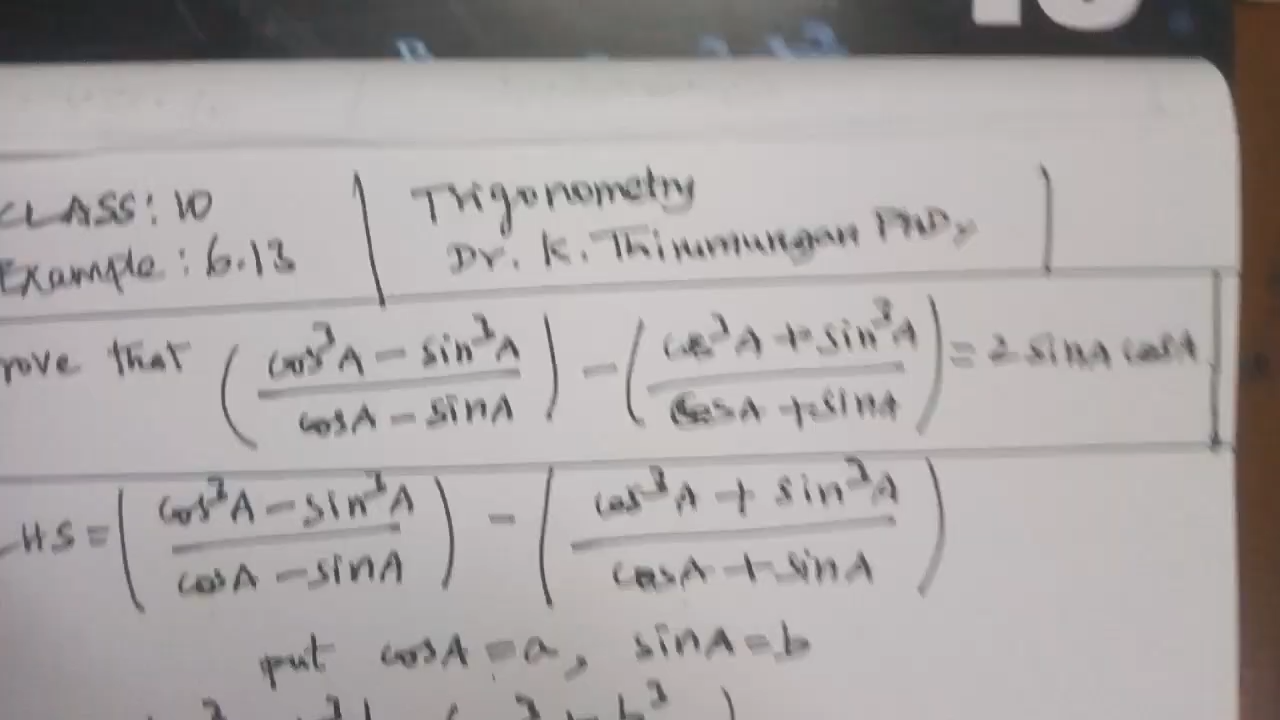 CLASS: 10
Example: 6.13
Trigonometry
Dr. K. Thirumurugan PhD,
rove that (cos³A − sin³A / cosA − sinA) − (cos³A + sin³A / cosA + sinA) = 2 sinA cosA
LHS = (cos³A − sin³A / cosA − sinA) − (cos³A + sin³A / cosA + sinA)
put cosA = a, sinA = b